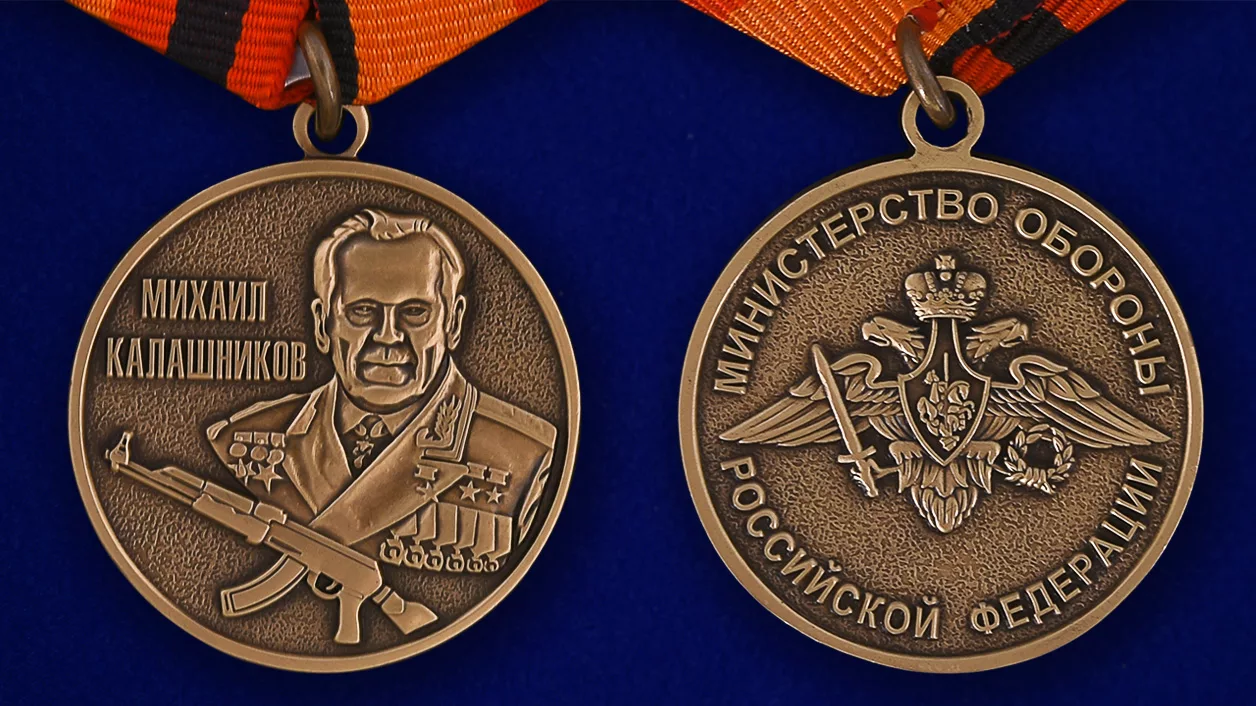 МИХАИЛ
КАЛАШНИКОВ
МИНИСТЕРСТВО ОБОРОНЫ
РОССИЙСКОЙ ФЕДЕРАЦИИ